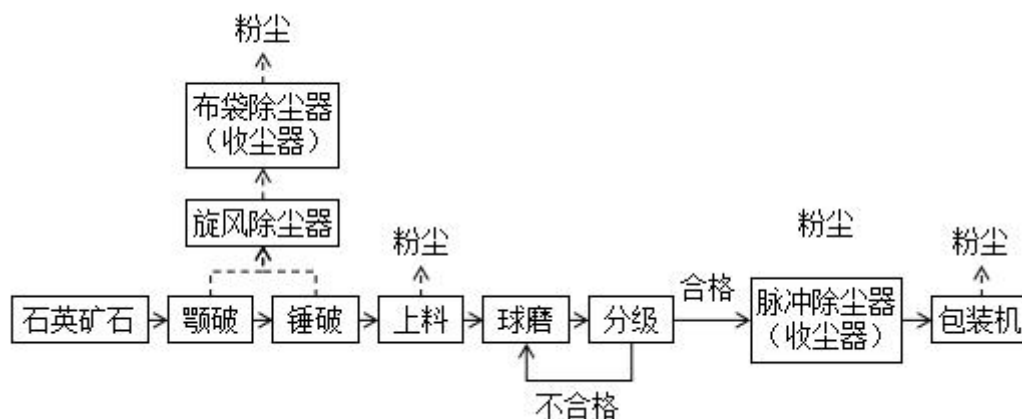 粉尘
布袋除尘器
（收尘器）
旋风除尘器
粉尘
粉尘
粉尘
石英矿石
颚破
锤破
上料
球磨
分级
合格
脉冲除尘器
（收尘器）
包装机
不合格